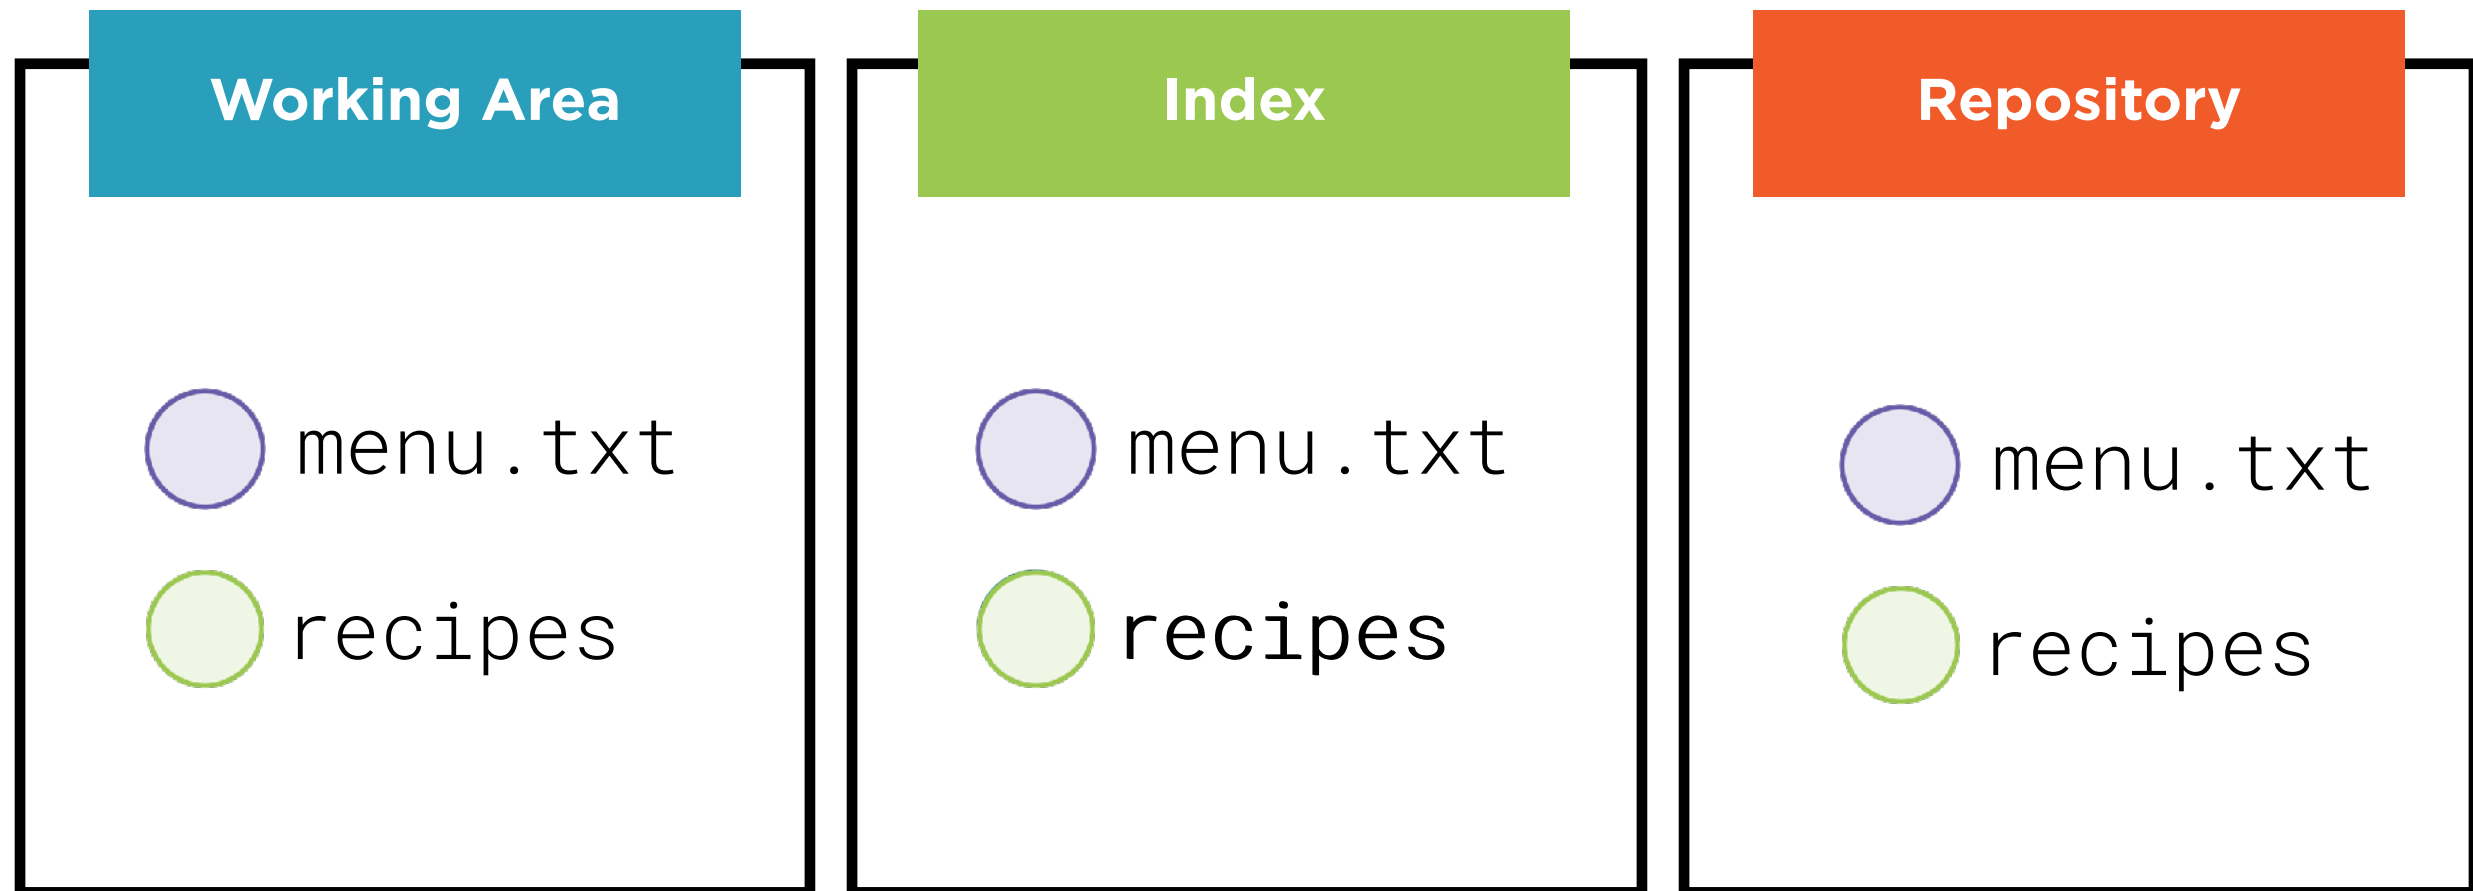 Working Area
menu.txt
recipes
Index
menu.txt
recipes
Repository
menu.txt
recipes